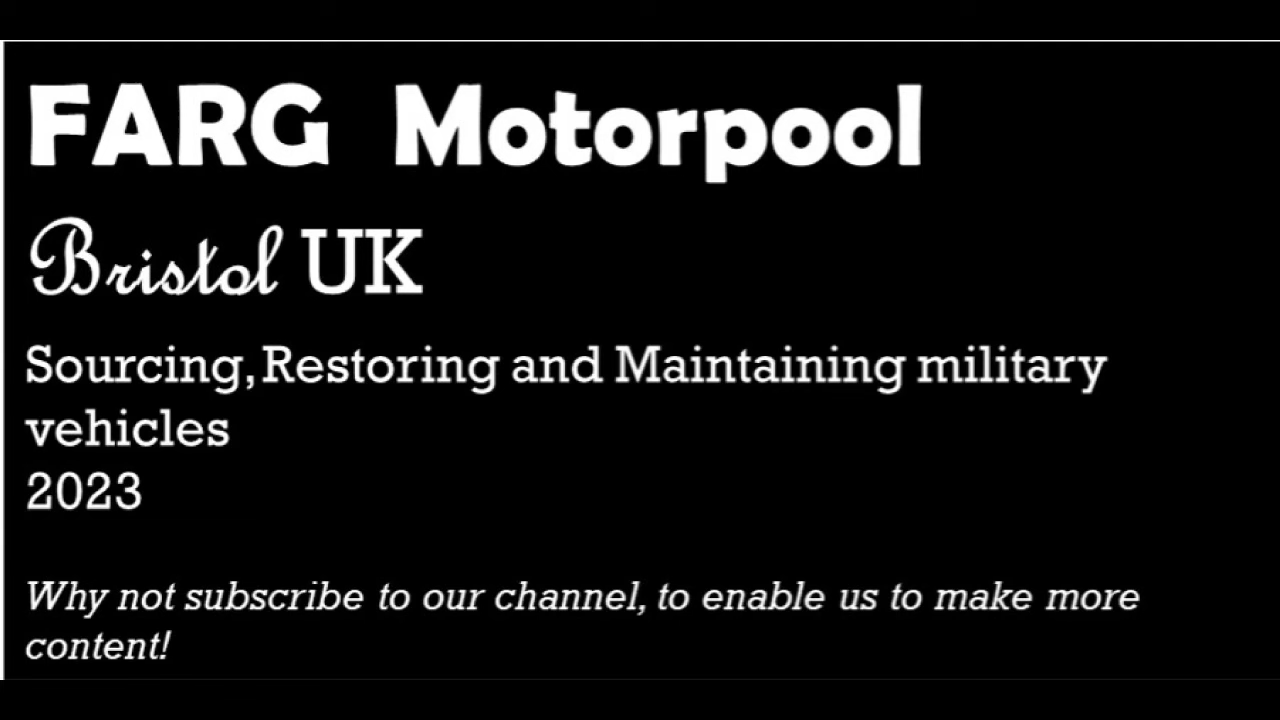 FARG Motorpool
Bristol UK
Sourcing, Restoring and Maintaining military
vehicles
2023
Why not subscribe to our channel, to enable us to make more
content!